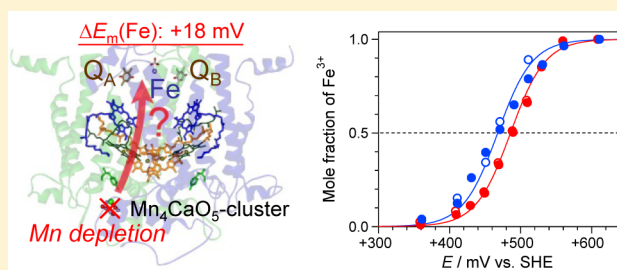 ΔEm(Fe): +18 mV
QA
QB
Fe
?
Mn4CaO5-cluster
Mn depletion
Mole fraction of Fe3+
1.0
0.5
0.0
+300
+400
+500
+600
E / mV vs. SHE